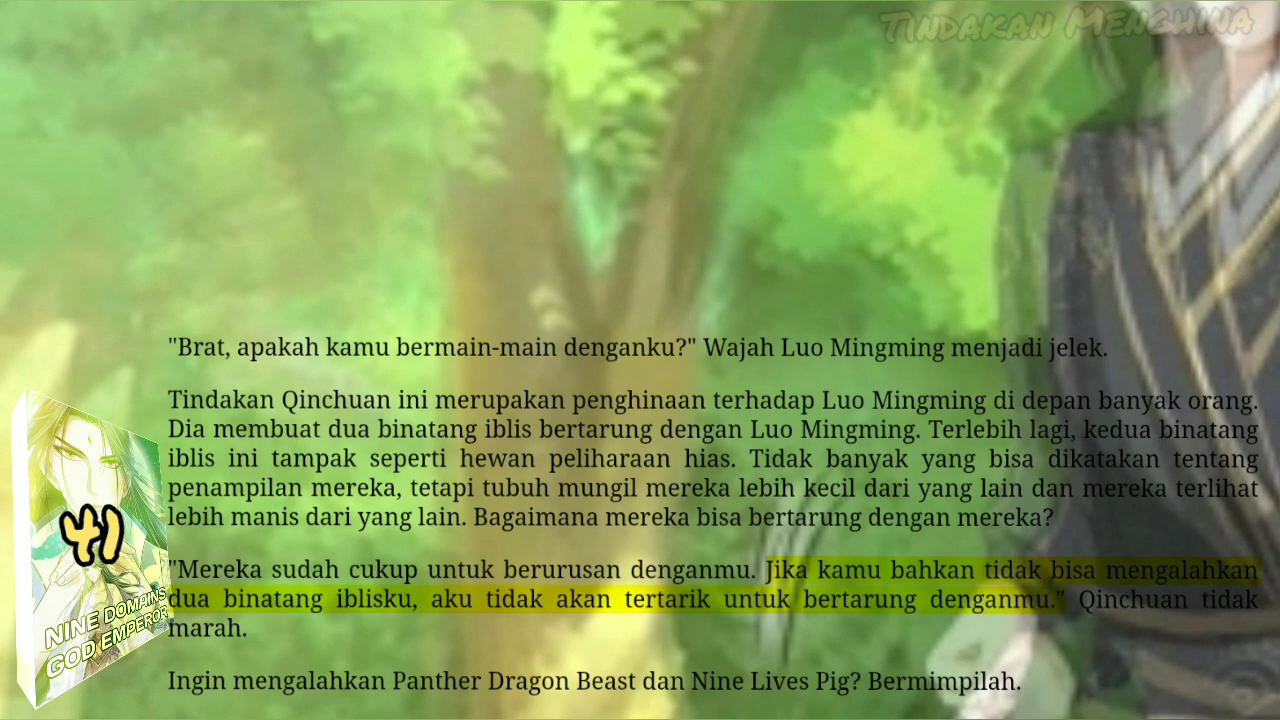 Tindakan Menghina
"Brat, apakah kamu bermain-main denganku?" Wajah Luo Mingming menjadi jelek.
Tindakan Qinchuan ini merupakan penghinaan terhadap Luo Mingming di depan banyak orang.
Dia membuat dua binatang iblis bertarung dengan Luo Mingming. Terlebih lagi, kedua binatang
iblis ini tampak seperti hewan peliharaan hias. Tidak banyak yang bisa dikatakan tentang
penampilan mereka, tetapi tubuh mungil mereka lebih kecil dari yang lain dan mereka terlihat
lebih manis dari yang lain. Bagaimana mereka bisa bertarung dengan mereka?
"Mereka sudah cukup untuk berurusan denganmu. Jika kamu bahkan tidak bisa mengalahkan
dua binatang iblisku, aku tidak akan tertarik untuk bertarung denganmu." Qinchuan tidak
marah.
Ingin mengalahkan Panther Dragon Beast dan Nine Lives Pig? Bermimpilah.
41
NINE DOMAINS
GOD EMPEROR